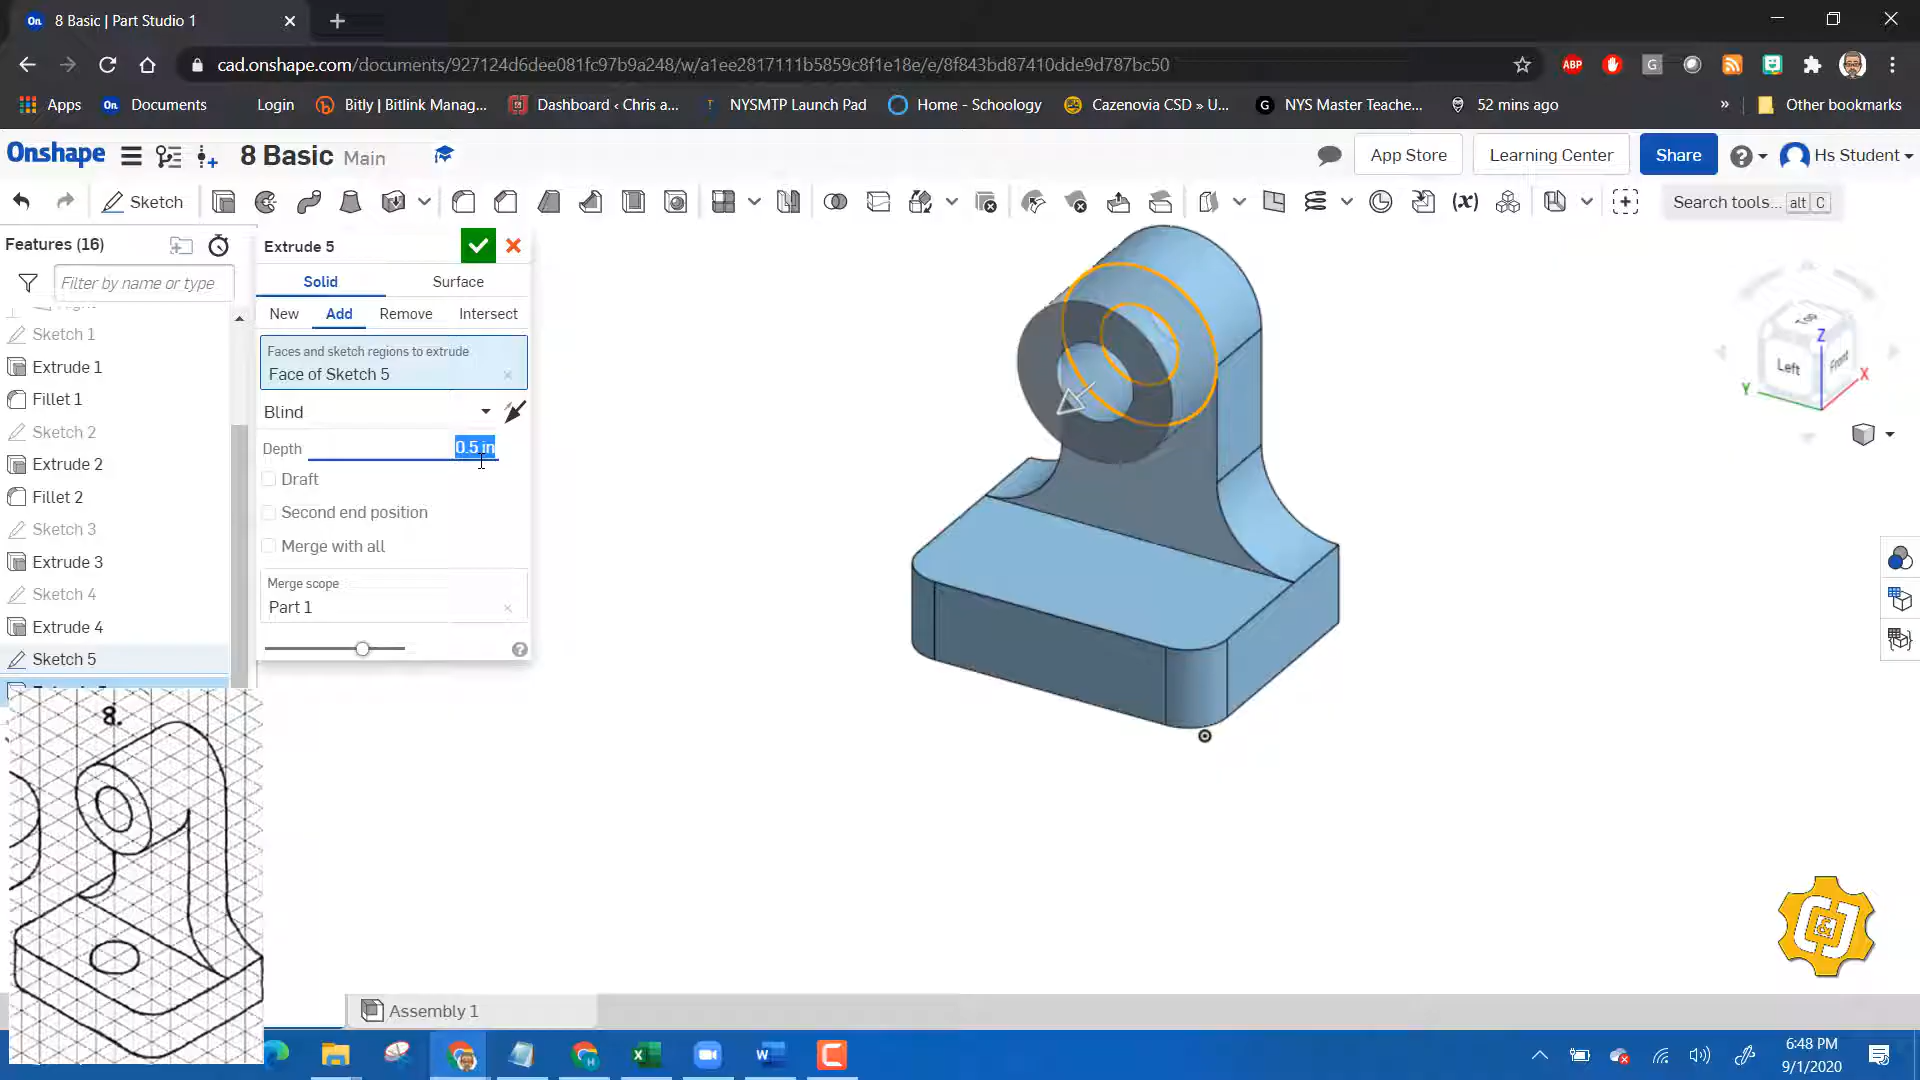 8 Basic | Part Studio 1
cad.onshape.com/documents/927124d6dee081fc97b9a248/w/a1ee2817111b5859c8f1e18e/e/8f843bd87410dde9d787bc50
ABP
G
Apps
On Documents
Login
Bitly | Bitlink Manag...
Dashboard ‹ Chris a...
NYSMTP Launch Pad
Home - Schoology
Cazenovia CSD » U...
G NYS Master Teache...
52 mins ago
»
Other bookmarks
Onshape
8 Basic Main
App Store
Learning Center
Share
Hs Student
Sketch
(x)
Search tools... alt C
Features (16)
Filter by name or type
Sketch 1
Extrude 1
Fillet 1
Sketch 2
Extrude 2
Fillet 2
Sketch 3
Extrude 3
Sketch 4
Extrude 4
Sketch 5
Extrude 5
Solid
Surface
New
Add
Remove
Intersect
Faces and sketch regions to extrude
Face of Sketch 5
Blind
Depth
0.5 in
Draft
Second end position
Merge with all
Merge scope
Part 1
Top
Left
Front
Z
Y
X
8.
Assembly 1
6:48 PM
9/1/2020